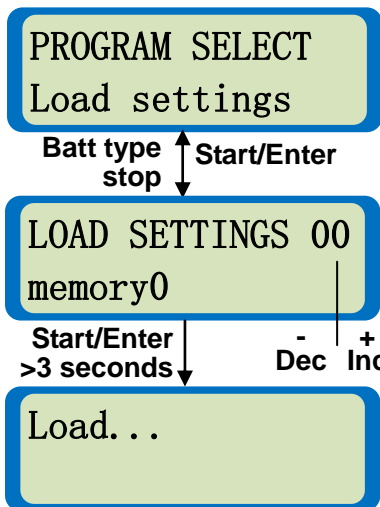 PROGRAM SELECT
Load settings
Batt type
stop
Start/Enter
LOAD SETTINGS 00
memory0
Start/Enter
>3 seconds
- +
Dec Inc
Load...